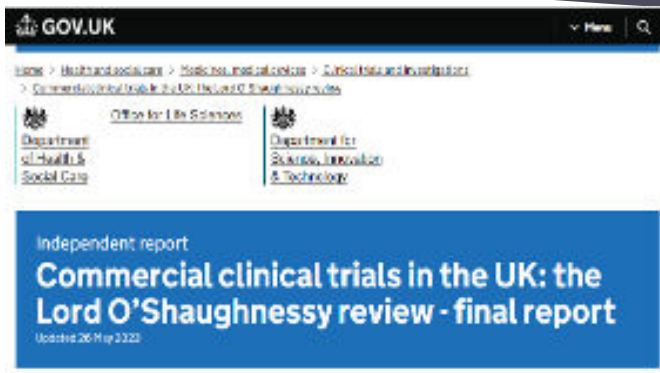 GOV.UK
Menu
Home > Health and social care > Medicines, medical devices > Clinical trials and investigations
> Commercial clinical trials in the UK: the Lord O'Shaughnessy review
Department
of Health &
Social Care
Office for Life Sciences
Department for
Science, Innovation
& Technology
Independent report
Commercial clinical trials in the UK: the
Lord O'Shaughnessy review - final report
Updated 26 May 2023